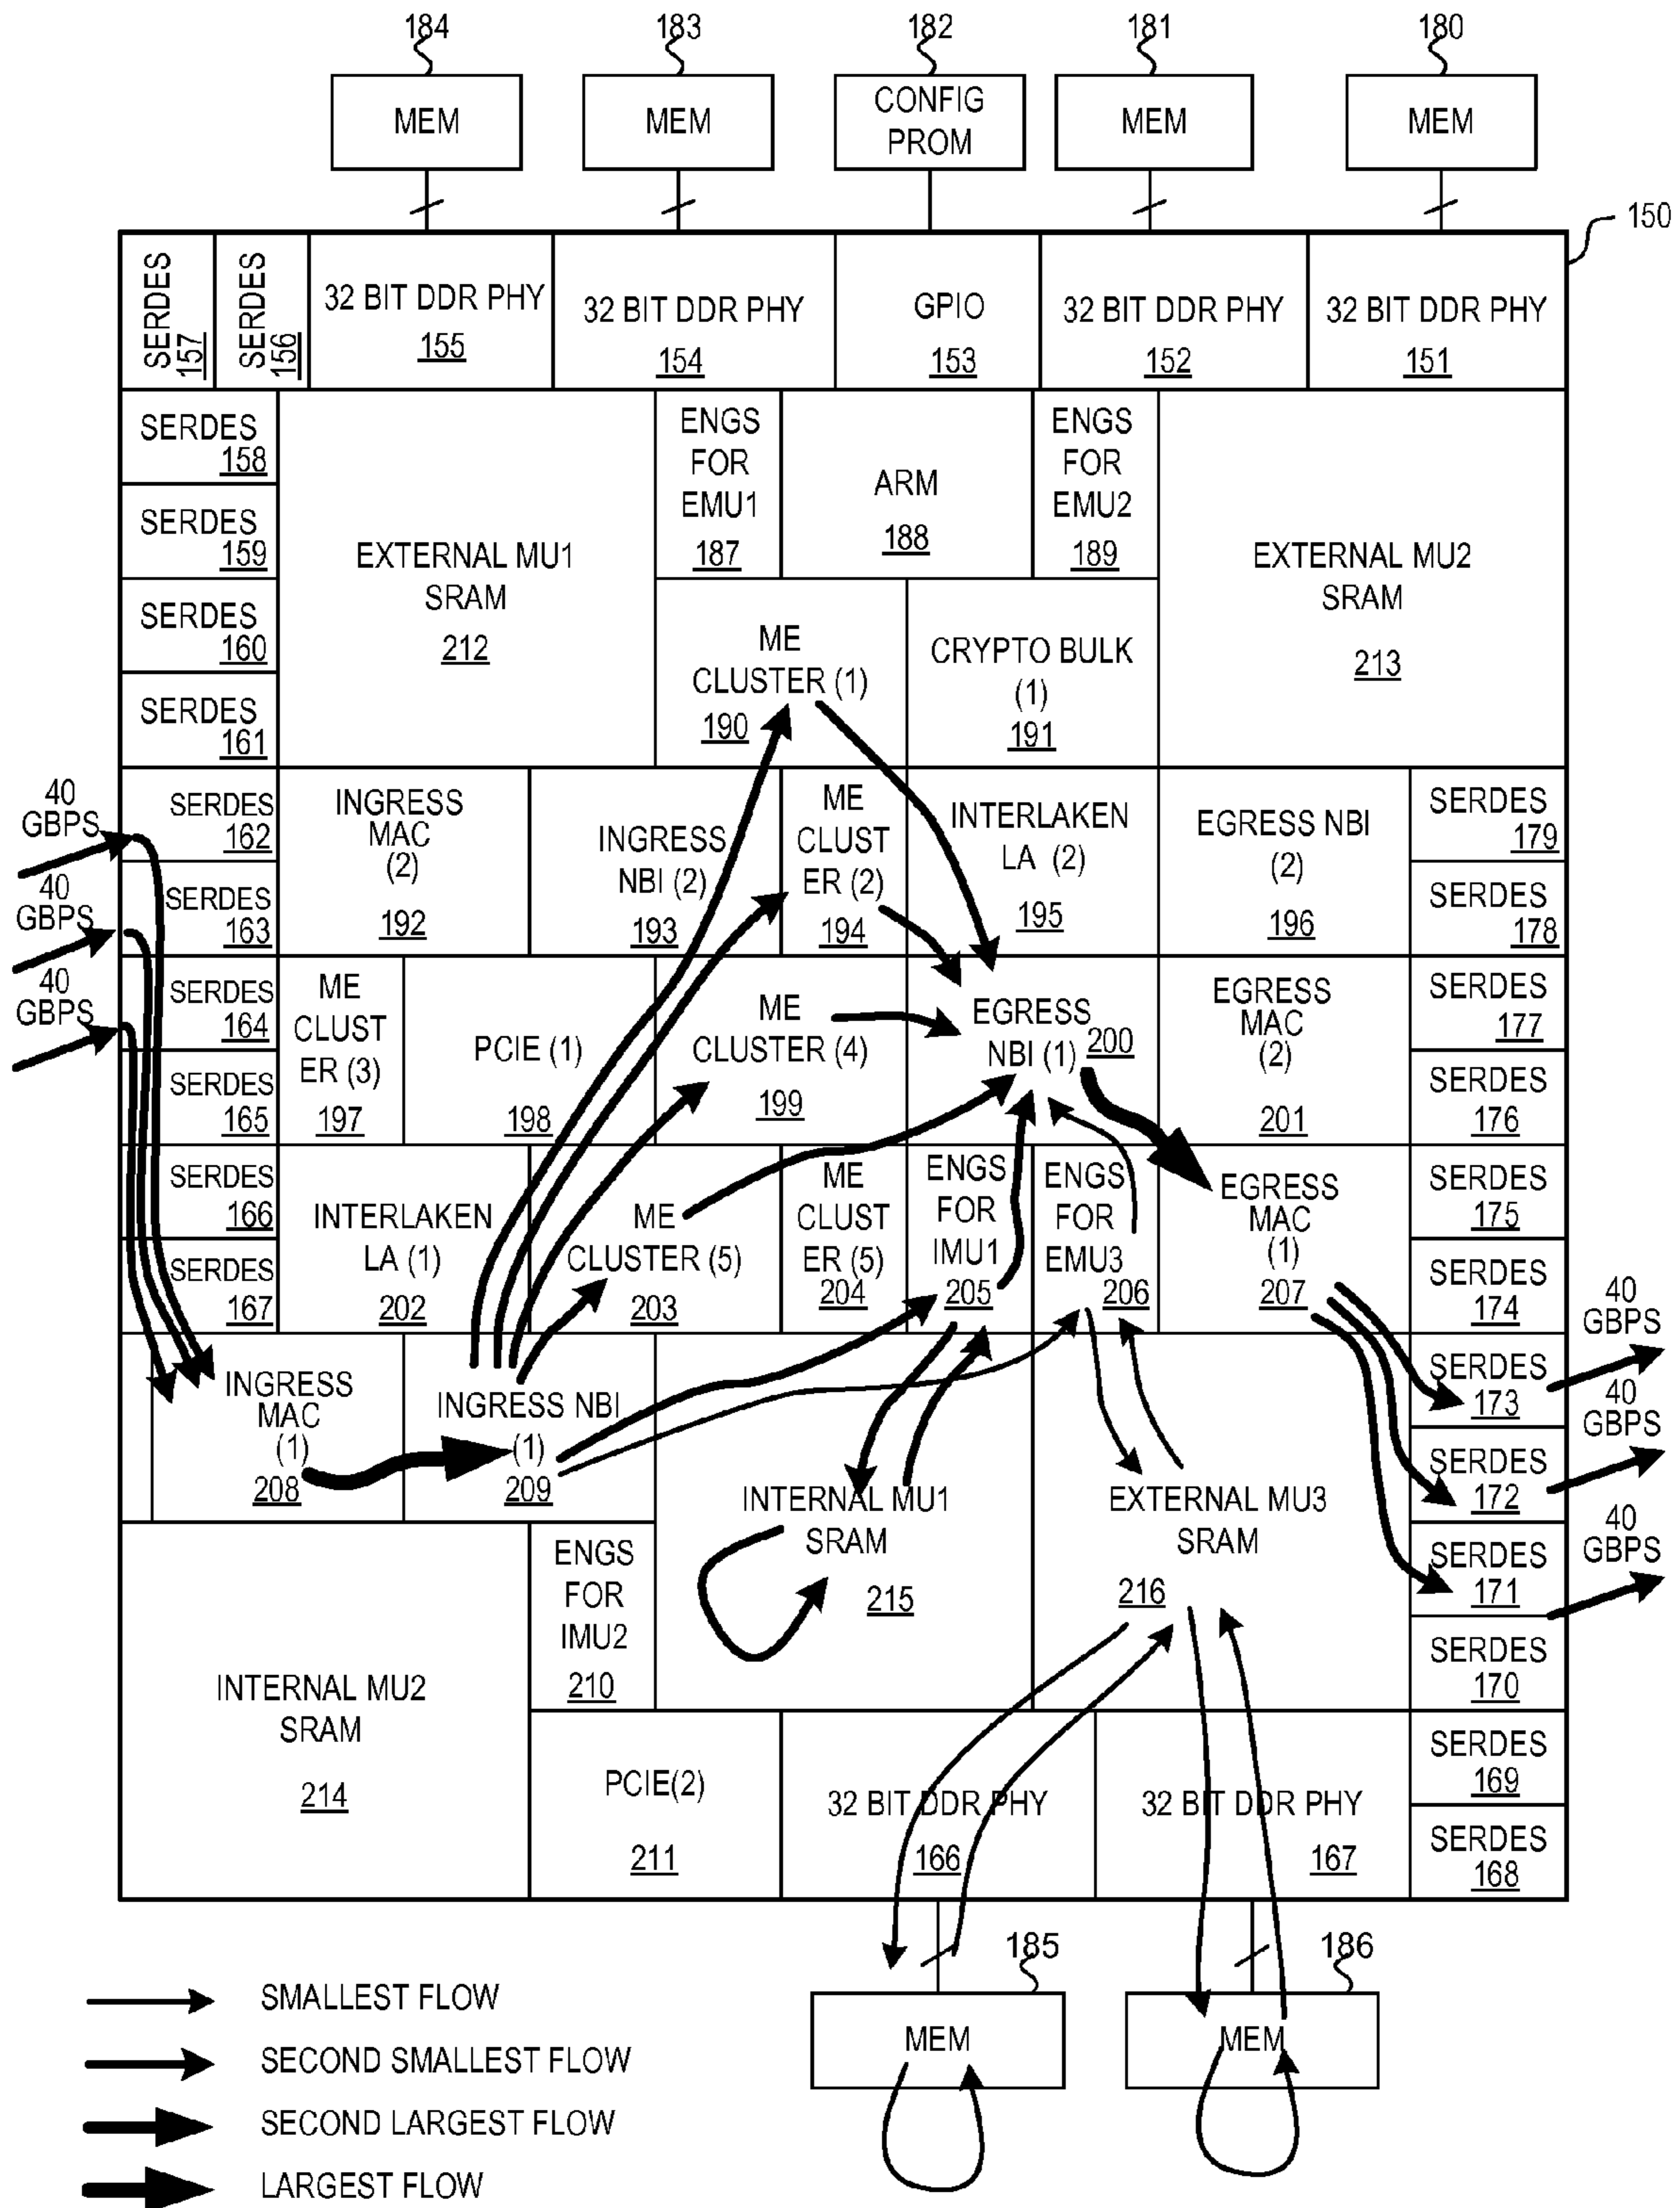 184
183
182
181
180
MEM
MEM
CONFIG
PROM
MEM
MEM
150
SERDES
157
SERDES
156
32 BIT DDR PHY
155
32 BIT DDR PHY
154
GPIO
153
32 BIT DDR PHY
152
32 BIT DDR PHY
151
SERDES
158
SERDES
159
SERDES
160
SERDES
161
EXTERNAL MU1
SRAM
212
ENGS
FOR
EMU1
187
ARM
188
ENGS
FOR
EMU2
189
EXTERNAL MU2
SRAM
213
ME
CLUSTER (1)
190
CRYPTO BULK
(1)
191
40
GBPS
40
GBPS
40
GBPS
SERDES
162
SERDES
163
INGRESS
MAC
(2)
192
INGRESS
NBI (2)
193
ME
CLUST
ER (2)
194
INTERLAKEN
LA (2)
195
EGRESS NBI
(2)
196
SERDES
179
SERDES
178
SERDES
164
SERDES
165
ME
CLUST
ER (3)
197
PCIE (1)
198
ME
CLUSTER (4)
199
EGRESS
NBI (1)
200
EGRESS
MAC
(2)
201
SERDES
177
SERDES
176
SERDES
166
SERDES
167
INTERLAKEN
LA (1)
202
ME
CLUSTER (5)
203
ME
CLUST
ER (5)
204
ENGS
FOR
IMU1
205
ENGS
FOR
EMU3
206
EGRESS
MAC
(1)
207
SERDES
175
SERDES
174
INGRESS
MAC
(1)
208
INGRESS NBI
(1)
209
INTERNAL MU1
SRAM
215
EXTERNAL MU3
SRAM
216
SERDES
173
SERDES
172
SERDES
171
SERDES
170
40
GBPS
40
GBPS
40
GBPS
INTERNAL MU2
SRAM
214
ENGS
FOR
IMU2
210
PCIE(2)
211
32 BIT DDR PHY
166
32 BIT DDR PHY
167
SERDES
169
SERDES
168
185
186
MEM
MEM
SMALLEST FLOW
SECOND SMALLEST FLOW
SECOND LARGEST FLOW
LARGEST FLOW